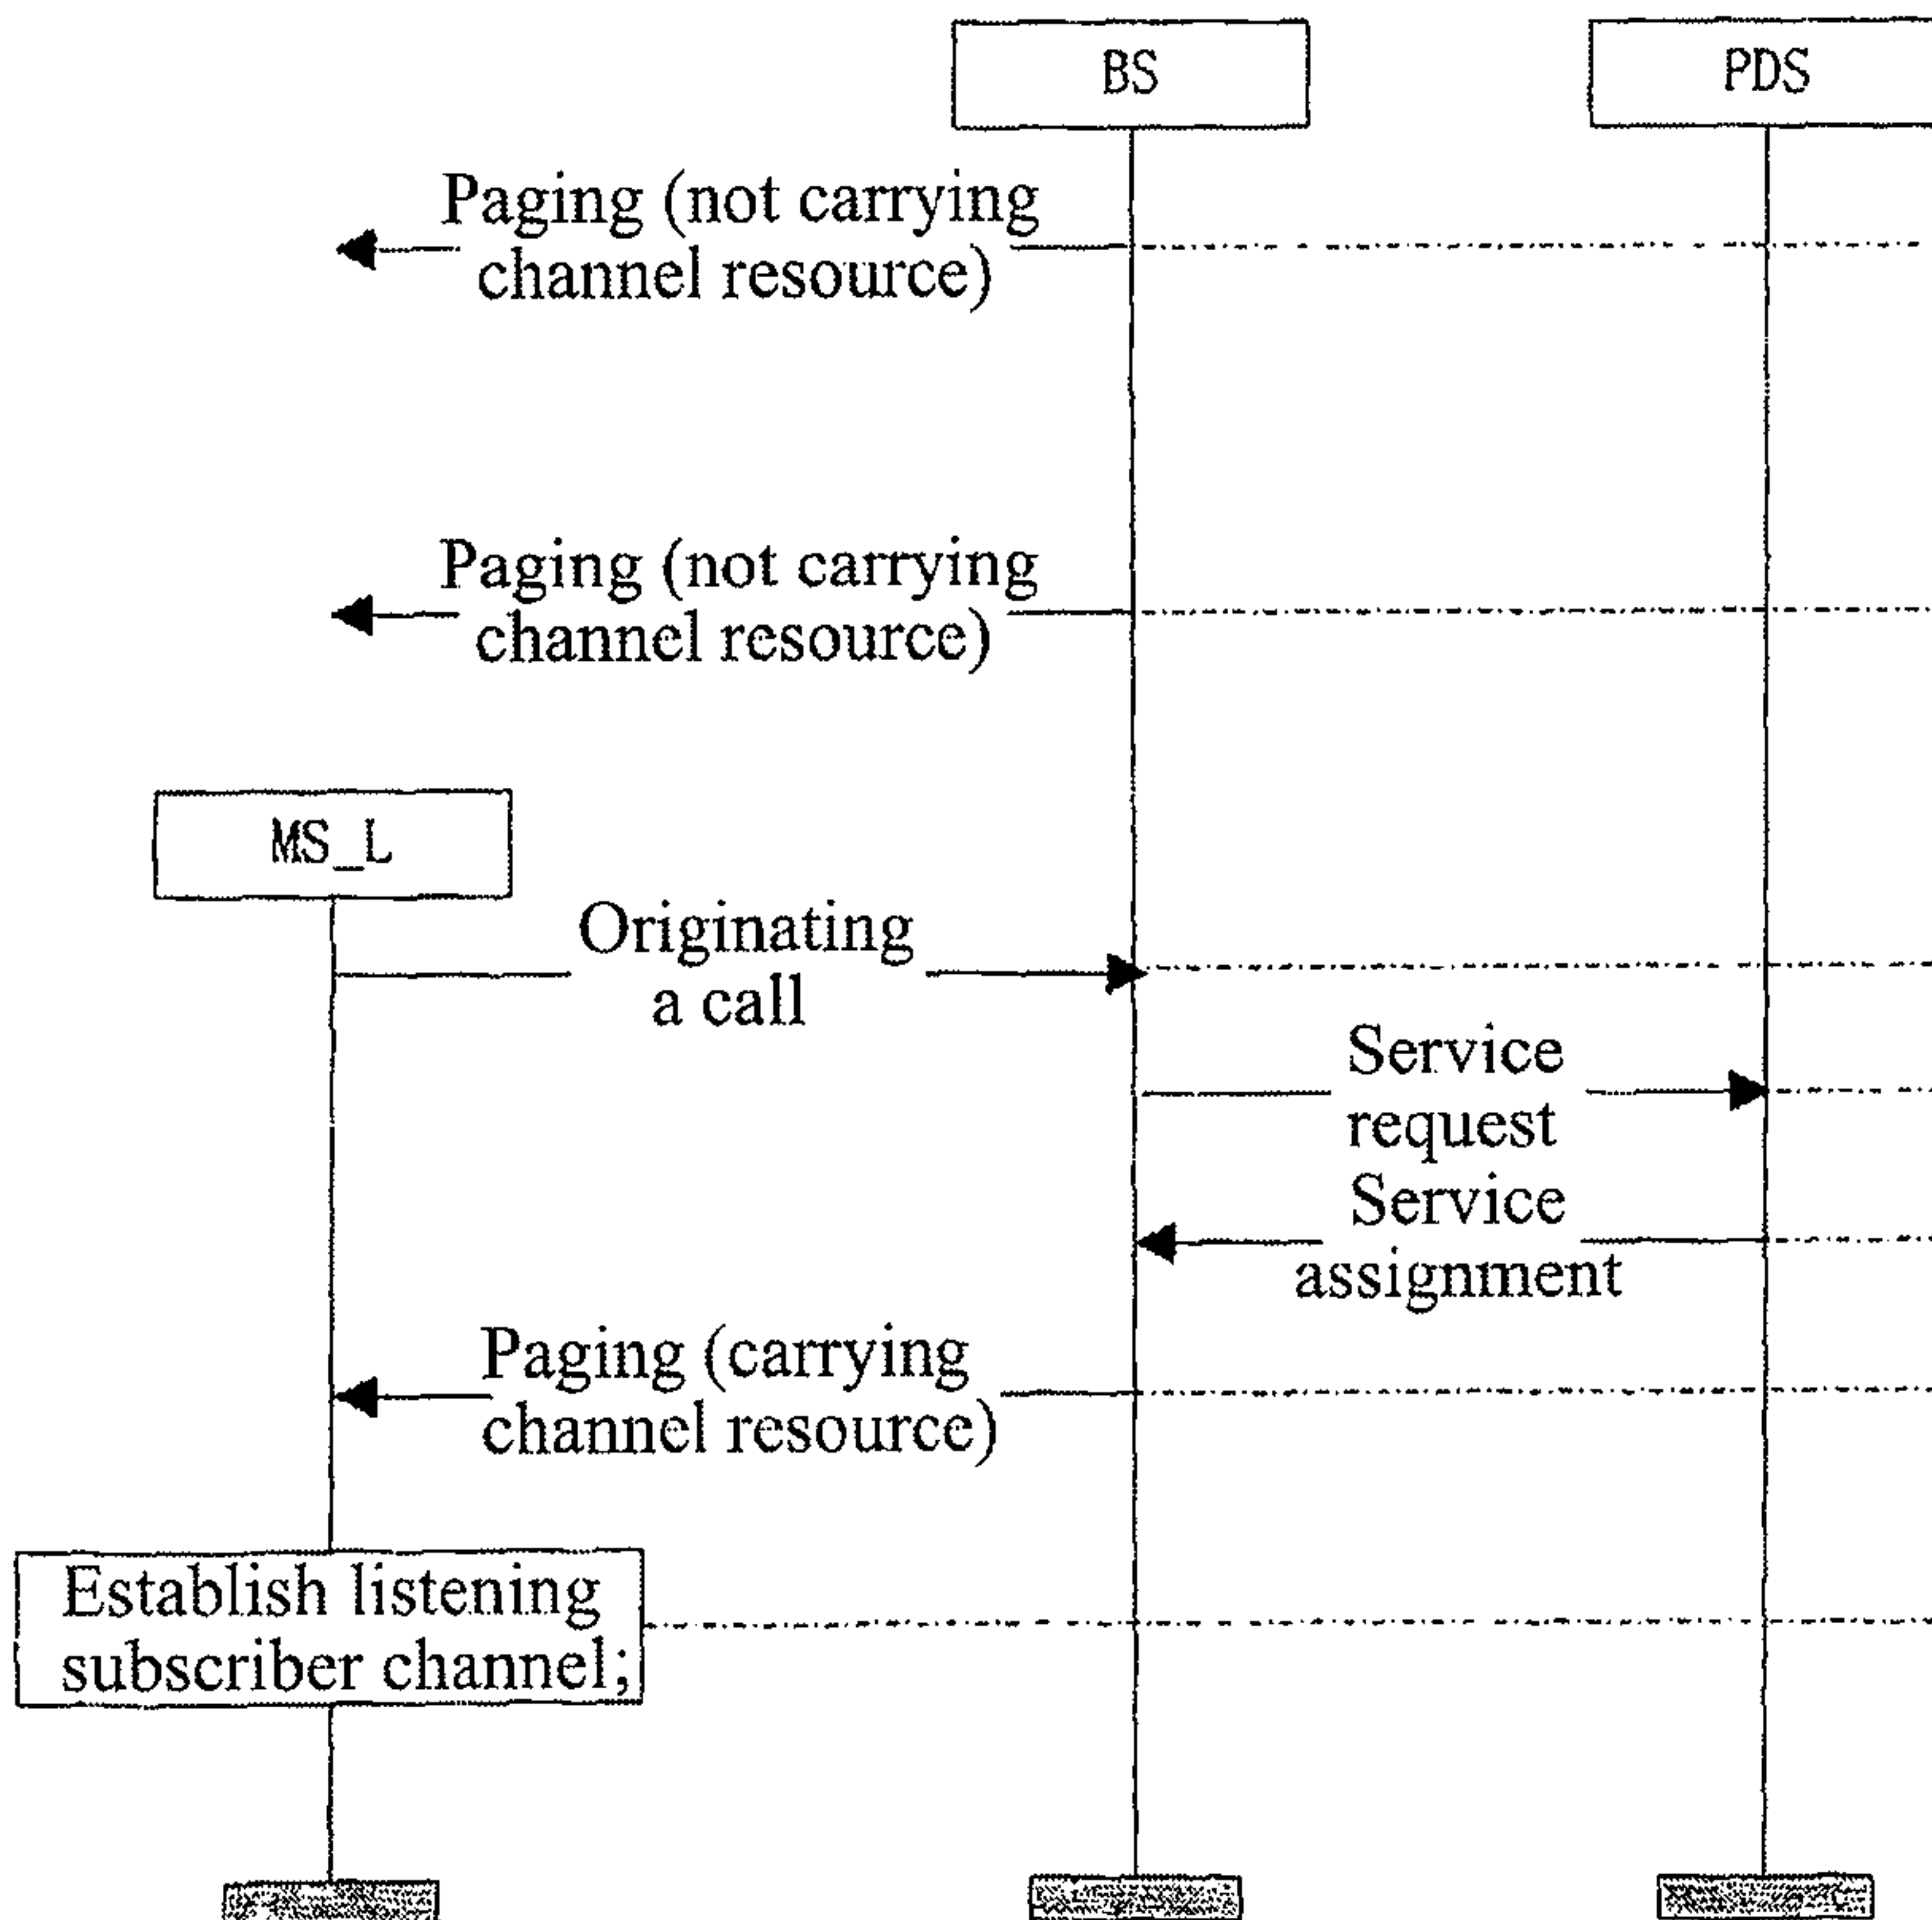 BS
PDS
Paging (not carrying
channel resource)
Paging (not carrying
channel resource)
MS_L
Originating
a call
Service
request
Service
assignment
Paging (carrying
channel resource)
Establish listening
subscriber channel;